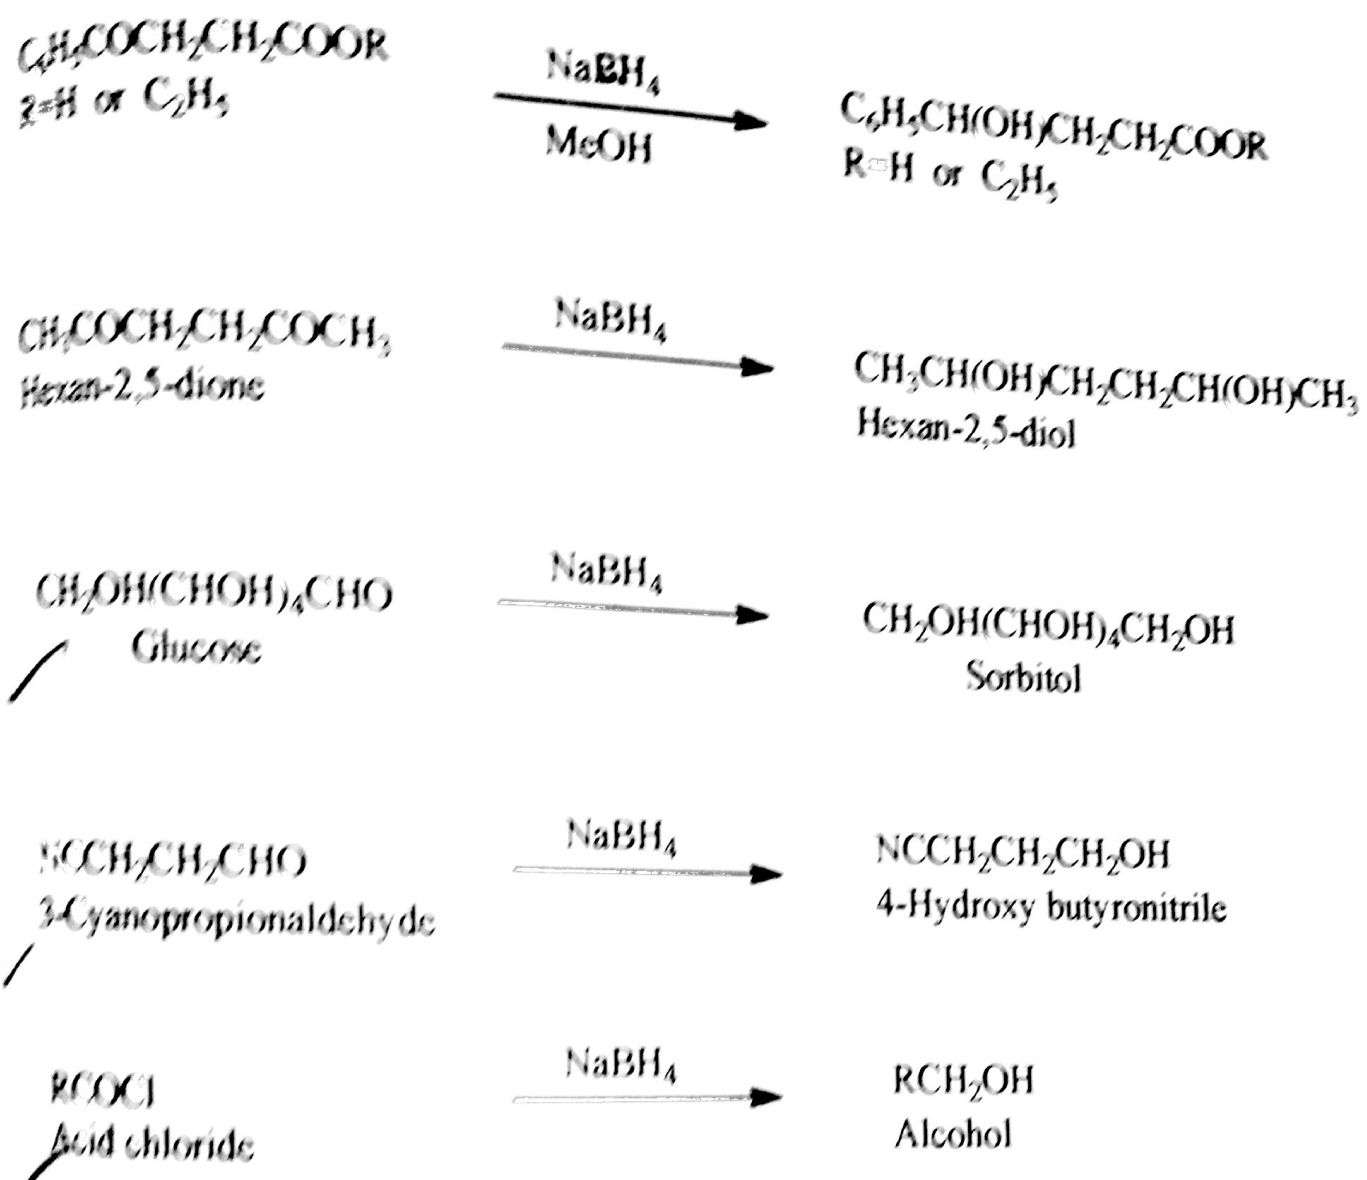 C₆H₅COCH₂CH₂COOR
R=H or C₂H₅
NaBH₄
MeOH
C₆H₅CH(OH)CH₂CH₂COOR
R=H or C₂H₅
CH₃COCH₂CH₂COCH₃
Hexan-2,5-dione
NaBH₄
CH₃CH(OH)CH₂CH₂CH(OH)CH₃
Hexan-2,5-diol
CH₂OH(CHOH)₄CHO
Glucose
NaBH₄
CH₂OH(CHOH)₄CH₂OH
Sorbitol
NCCH₂CH₂CHO
3-Cyanopropionaldehyde
NaBH₄
NCCH₂CH₂CH₂OH
4-Hydroxy butyronitrile
RCOCl
Acid chloride
NaBH₄
RCH₂OH
Alcohol